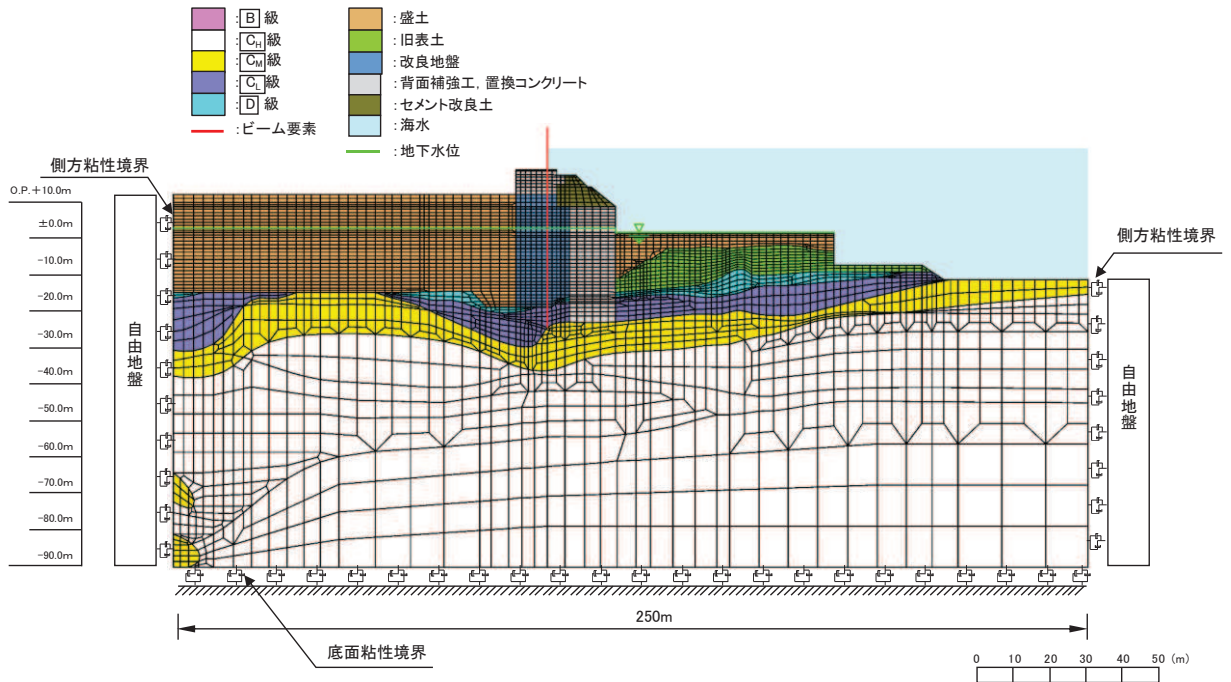 :B級
:CH級
:CM級
:CL級
:D級
:ビーム要素
:盛土
:旧表土
:改良地盤
:背面補強工,置換コンクリート
:セメント改良土
:海水
:地下水位
側方粘性境界
側方粘性境界
O.P.+10.0m
±0.0m
-10.0m
-20.0m
-30.0m
-40.0m
-50.0m
-60.0m
-70.0m
-80.0m
-90.0m
自由地盤
自由地盤
250m
底面粘性境界
0 10 20 30 40 50 (m)